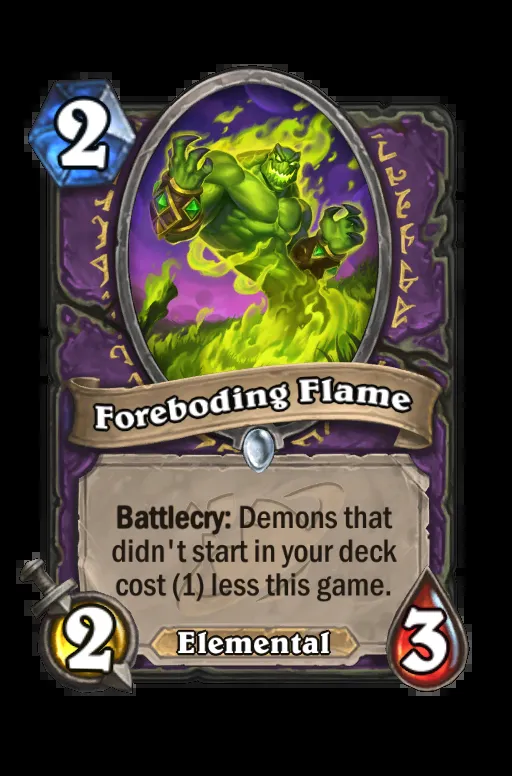 2
Foreboding Flame
Battlecry: Demons that
didn't start in your deck
cost (1) less this game.
2
Elemental
3